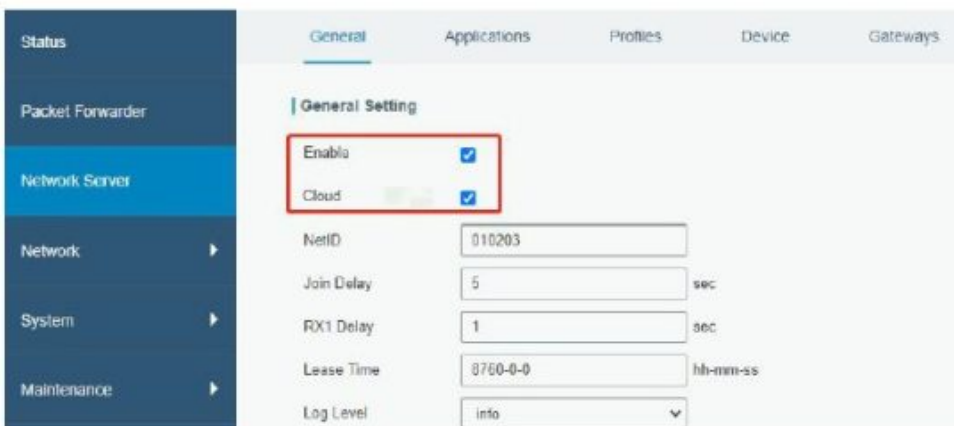 Status
General Applications Profiles Device Gateways
Packet Forwarder
General Setting
Enable
Network Server
Cloud
Network
NetID 010203
Join Delay 5 sec
System
RX1 Delay 1 sec
Lease Time 8760-0-0 hh-mm-ss
Maintenance
Log Level info